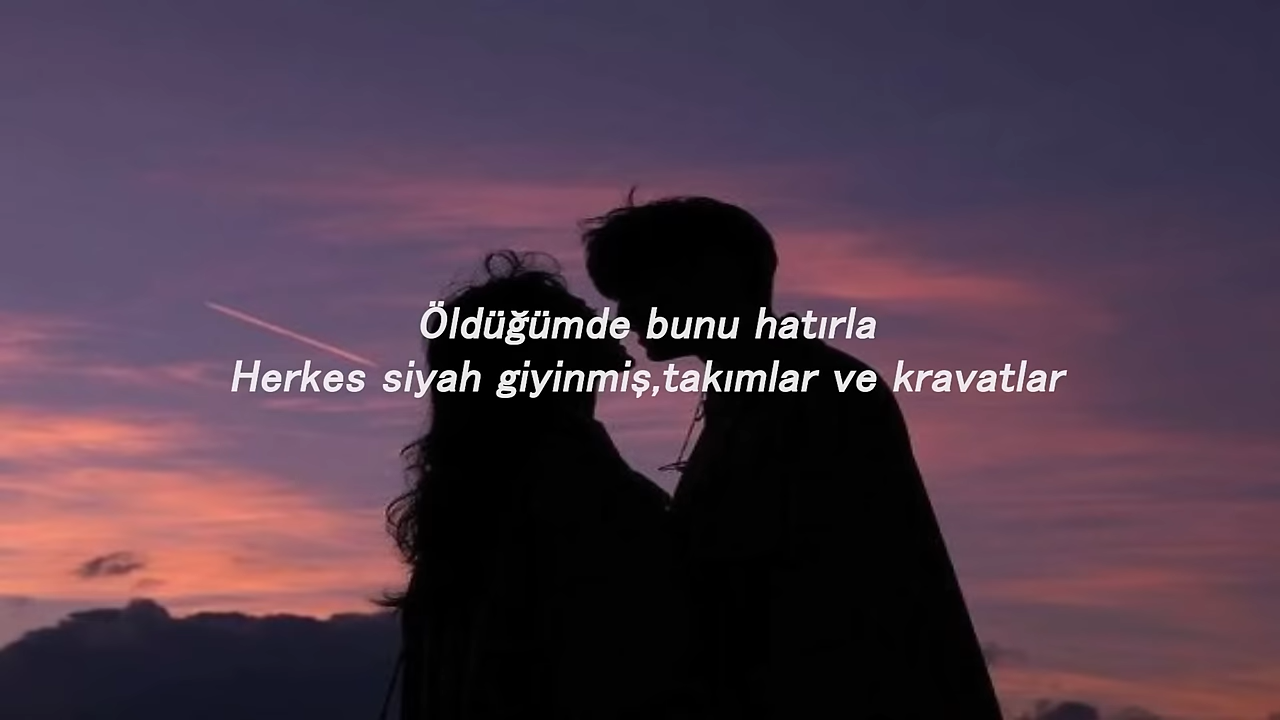 Öldüğümde bunu hatırla
Herkes siyah giyinmiş,takımlar ve kravatlar